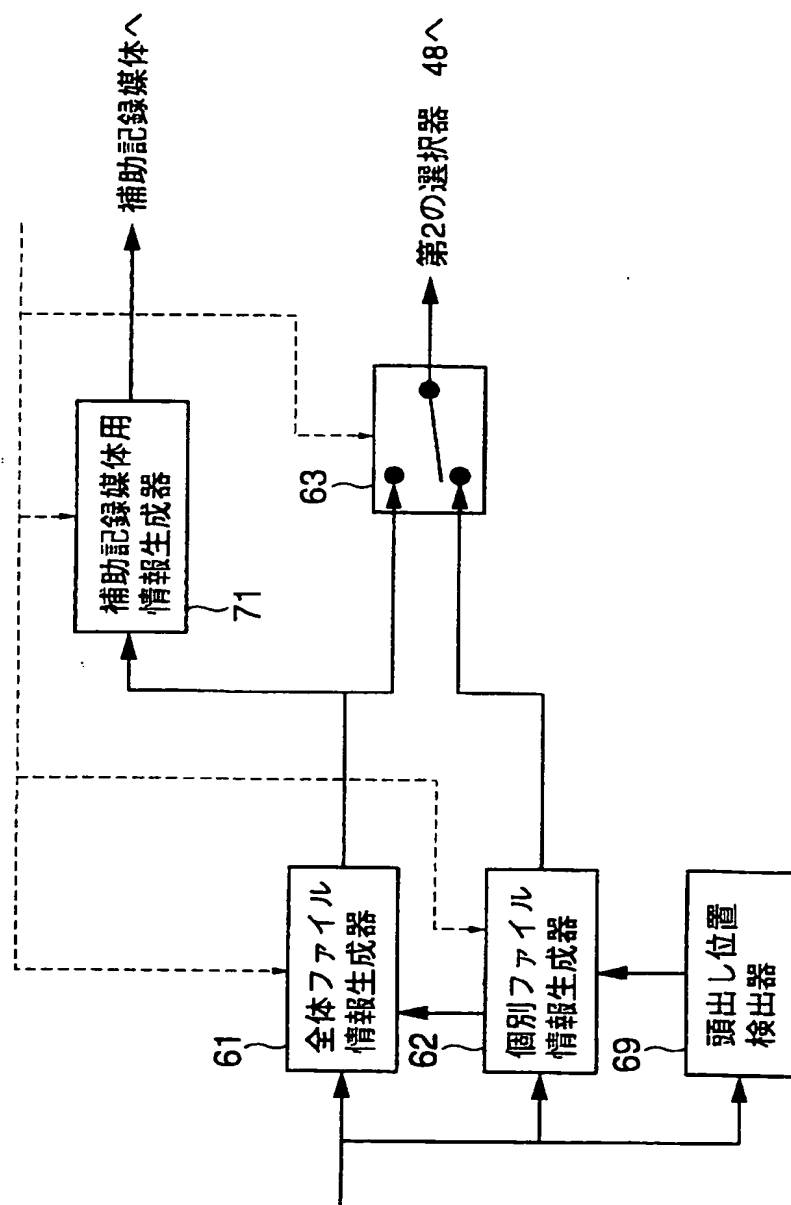 補助記録媒体へ
補助記録媒体用
情報生成器
71
第2の選択器 48へ
63
全体ファイル
情報生成器
61
個別ファイル
情報生成器
62
頭出し位置
検出器
69